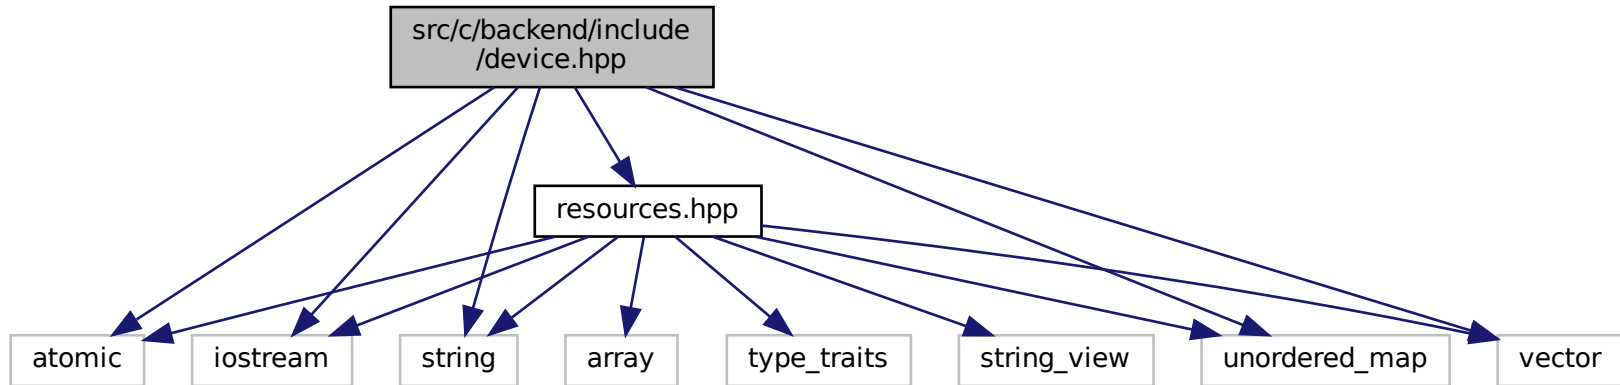 src/c/backend/include
/device.hpp
resources.hpp
atomic
iostream
string
array
type_traits
string_view
unordered_map
vector